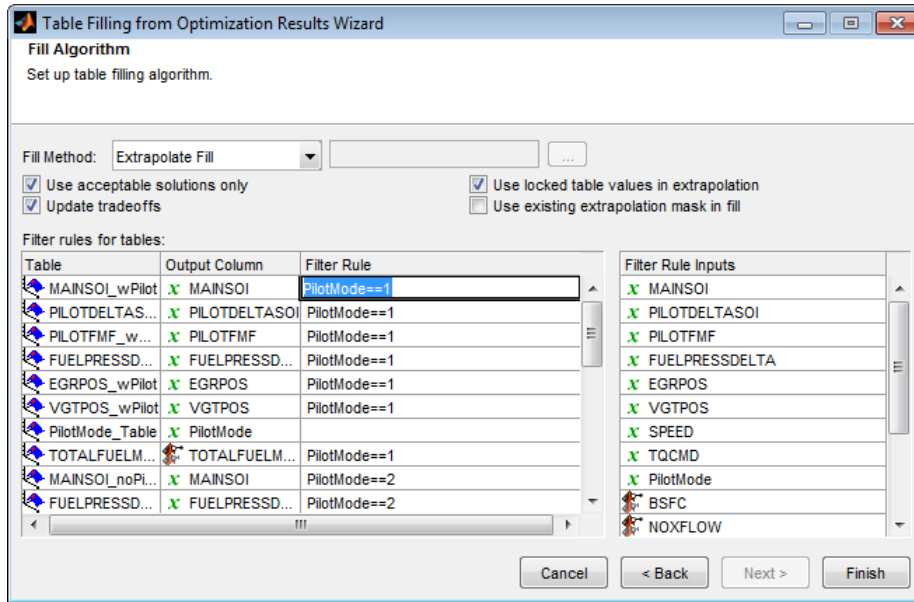 Table Filling from Optimization Results Wizard
Fill Algorithm
Set up table filling algorithm.
Fill Method: Extrapolate Fill ...
Use acceptable solutions only Use locked table values in extrapolation
Update tradeoffs Use existing extrapolation mask in fill
Filter rules for tables:
Table Output Column Filter Rule Filter Rule Inputs
MAINSOI_wPilot x MAINSOI PilotMode==1 x MAINSOI
PILOTDELTAS... x PILOTDELTASOI PilotMode==1 x PILOTDELTASOI
PILOTFMF_w... x PILOTFMF PilotMode==1 x PILOTFMF
FUELPRESSD... x FUELPRESSD... PilotMode==1 x FUELPRESSDELTA
EGRPOS_wPilot x EGRPOS PilotMode==1 x EGRPOS
VGTPOS_wPilot x VGTPOS PilotMode==1 x VGTPOS
PilotMode_Table x PilotMode x SPEED
TOTALFUELM... TOTALFUELM... PilotMode==1 x TQCMD
MAINSOI_noPi... x MAINSOI PilotMode==2 x PilotMode
FUELPRESSD... x FUELPRESSD... PilotMode==2 BSFC
NOXFLOW
Cancel < Back Next > Finish